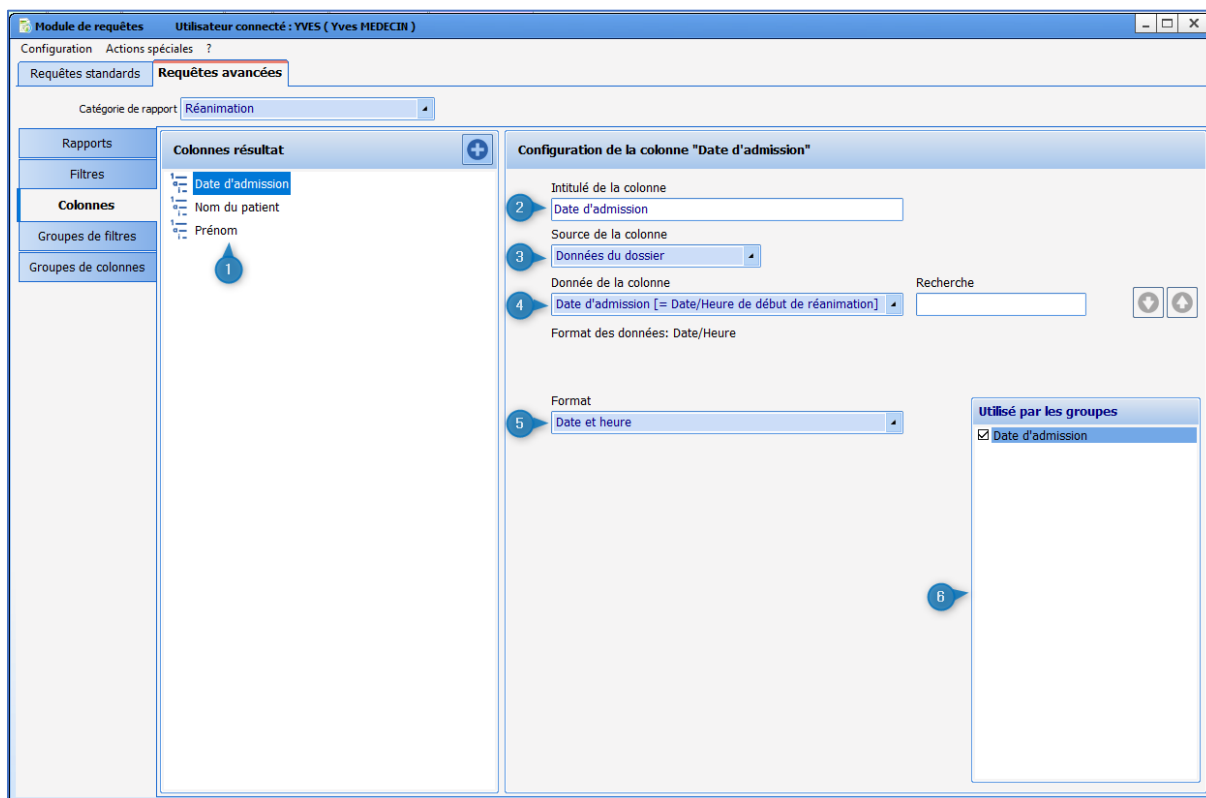 Module de requêtes Utilisateur connecté : YVES ( Yves MEDECIN )
Configuration Actions spéciales ?
Requêtes standards Requêtes avancées
Catégorie de rapport Réanimation
Rapports
Filtres
Colonnes
Groupes de filtres
Groupes de colonnes
Colonnes résultat
Date d'admission
Nom du patient
Prénom
1
Configuration de la colonne "Date d'admission"
Intitulé de la colonne
2 Date d'admission
Source de la colonne
3 Données du dossier
Donnée de la colonne Recherche
4 Date d'admission [= Date/Heure de début de réanimation]
Format des données: Date/Heure
Format
5 Date et heure
Utilisé par les groupes
Date d'admission
6